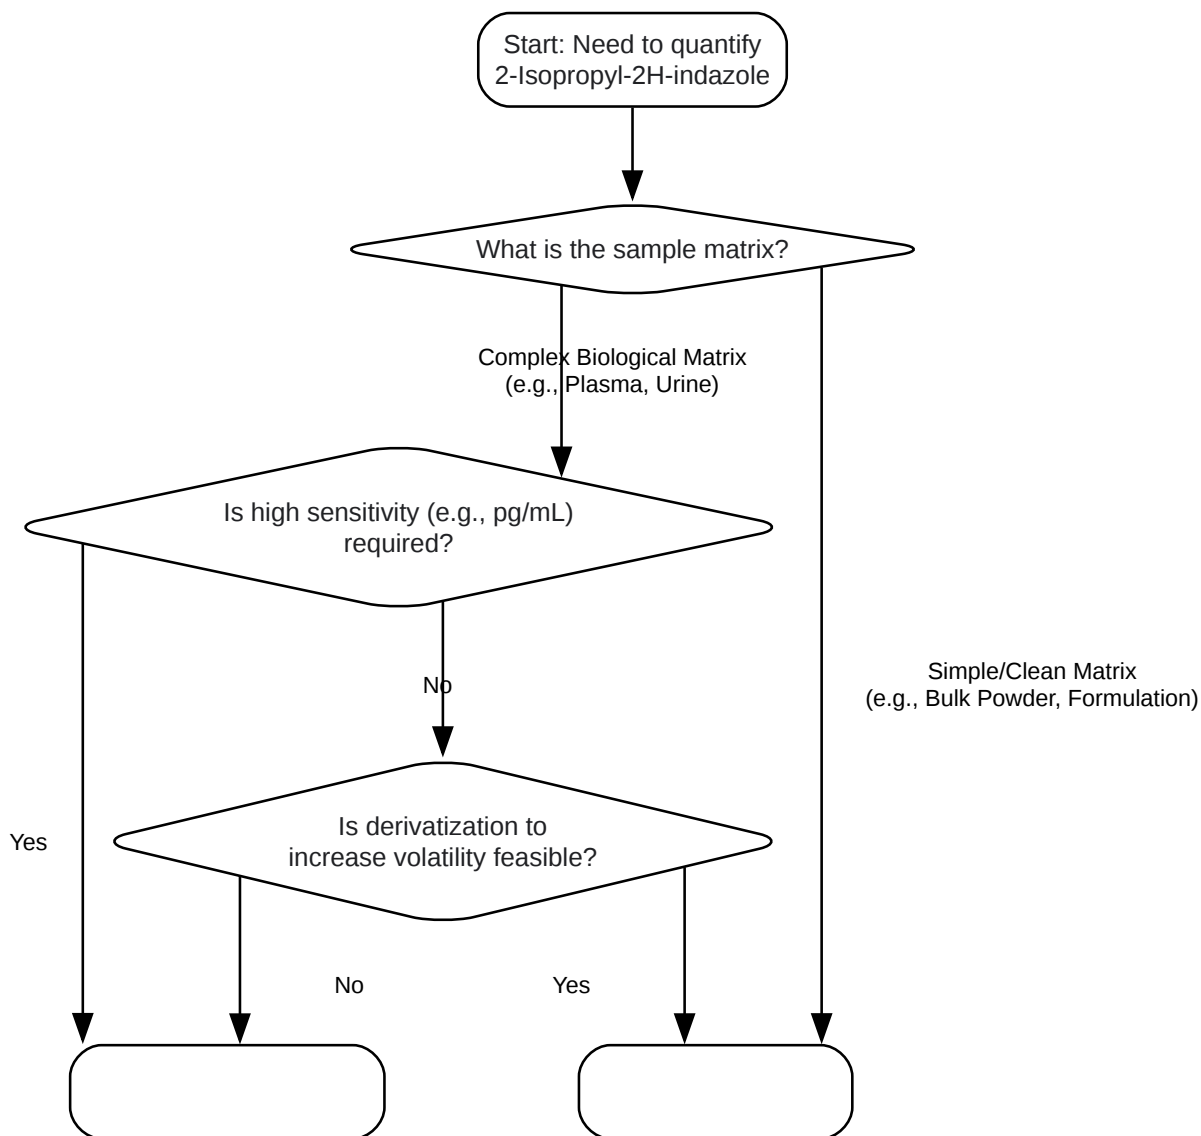 Start: Need to quantify
2-Isopropyl-2H-indazole
What is the sample matrix?
Complex Biological Matrix
(e.g., Plasma, Urine)
Is high sensitivity (e.g., pg/mL)
required?
Simple/Clean Matrix
(e.g., Bulk Powder, Formulation)
No
Yes
Is derivatization to
increase volatility feasible?
No
Yes